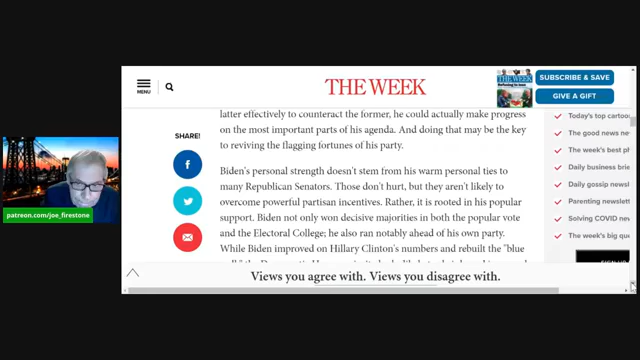 MENU
THE WEEK
SUBSCRIBE & SAVE
GIVE A GIFT
latter effectively to counteract the former, he could actually make progress
on the most important parts of his agenda. And doing that may be the key
to reviving the flagging fortunes of his party.
SHARE!
Biden's personal strength doesn't stem from his warm personal ties to
many Republican Senators. Those don't hurt, but they aren't likely to
overcome powerful partisan incentives. Rather, it is rooted in his popular
support. Biden not only won decisive majorities in both the popular vote
and the Electoral College; he also ran notably ahead of his own party.
While Biden improved on Hillary Clinton's numbers and rebuilt the "blue
Today's top cartoo
The good news ne
The week's best ph
Daily business brie
Daily gossip newsle
Parenting newslett
Solving COVID new
The week's big que
patreon.com/joe_firestone
Views you agree with. Views you disagree with.